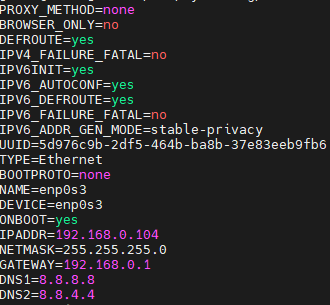 PROXY_METHOD=none
BROWSER_ONLY=no
DEFROUTE=yes
IPV4_FAILURE_FATAL=no
IPV6INIT=yes
IPV6_AUTOCONF=yes
IPV6_DEFROUTE=yes
IPV6_FAILURE_FATAL=no
IPV6_ADDR_GEN_MODE=stable-privacy
UUID=5d976c9b-2df5-464b-ba8b-37e83eeb9fb6
TYPE=Ethernet
BOOTPROTO=none
NAME=enp0s3
DEVICE=enp0s3
ONBOOT=yes
IPADDR=192.168.0.104
NETMASK=255.255.255.0
GATEWAY=192.168.0.1
DNS1=8.8.8.8
DNS2=8.8.4.4